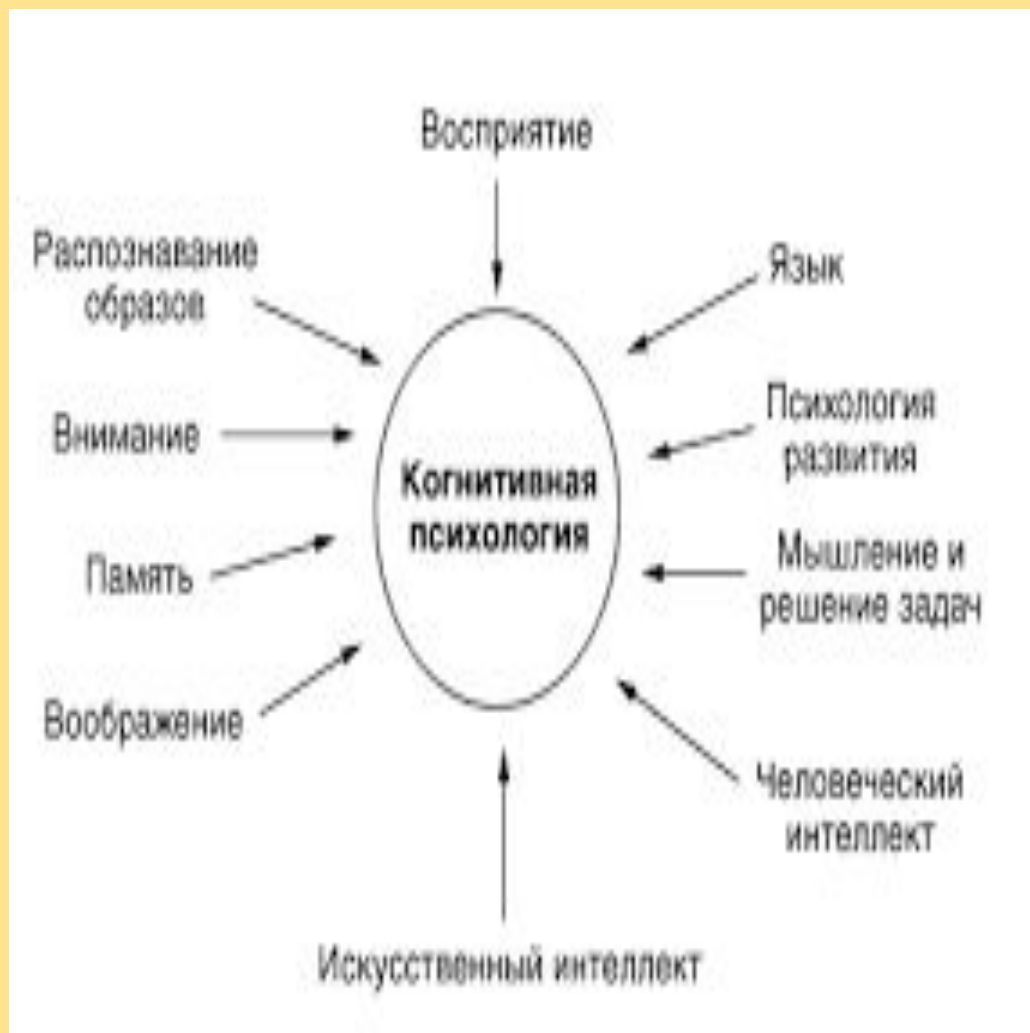 Восприятие
Распознавание
образов
Язык
Внимание
Психология
развития
Когнитивная
психология
Память
Мышление и
решение задач
Воображение
Человеческий
интеллект
Искусственный интеллект